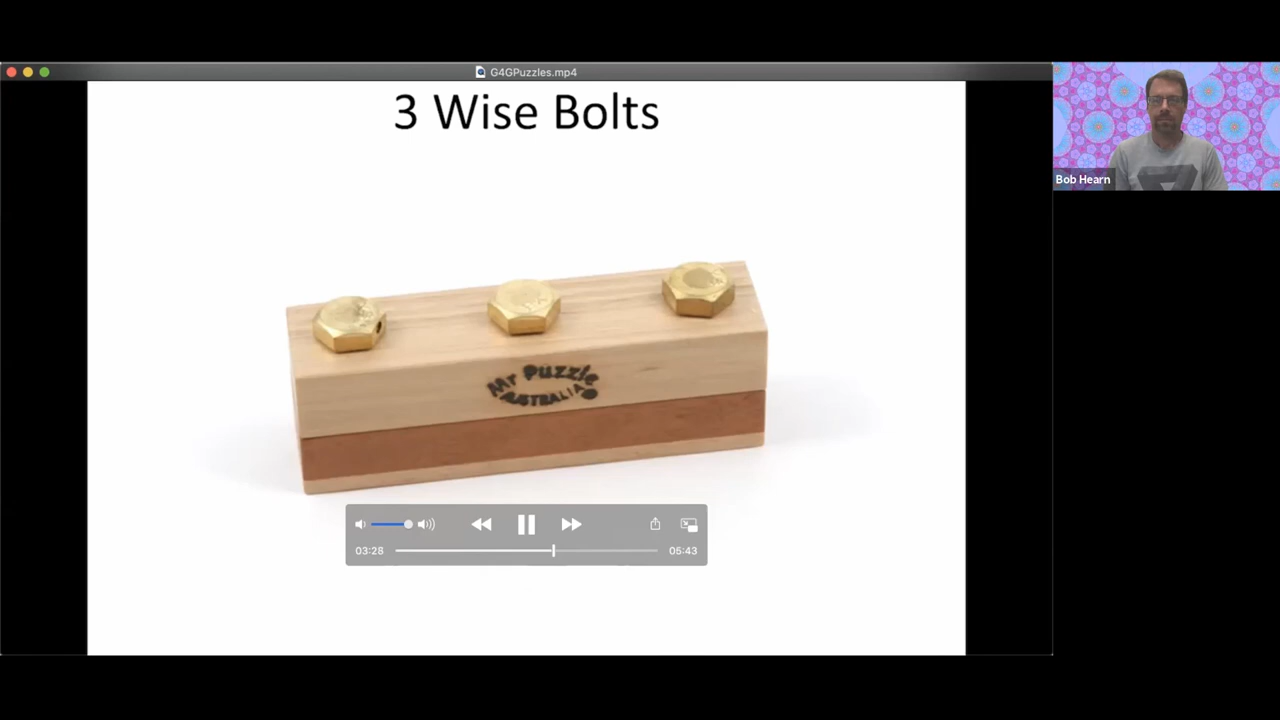 G4GPuzzles.mp4
3 Wise Bolts
Bob Hearn
Mr Puzzle
AUSTRALIA
03:28
05:43